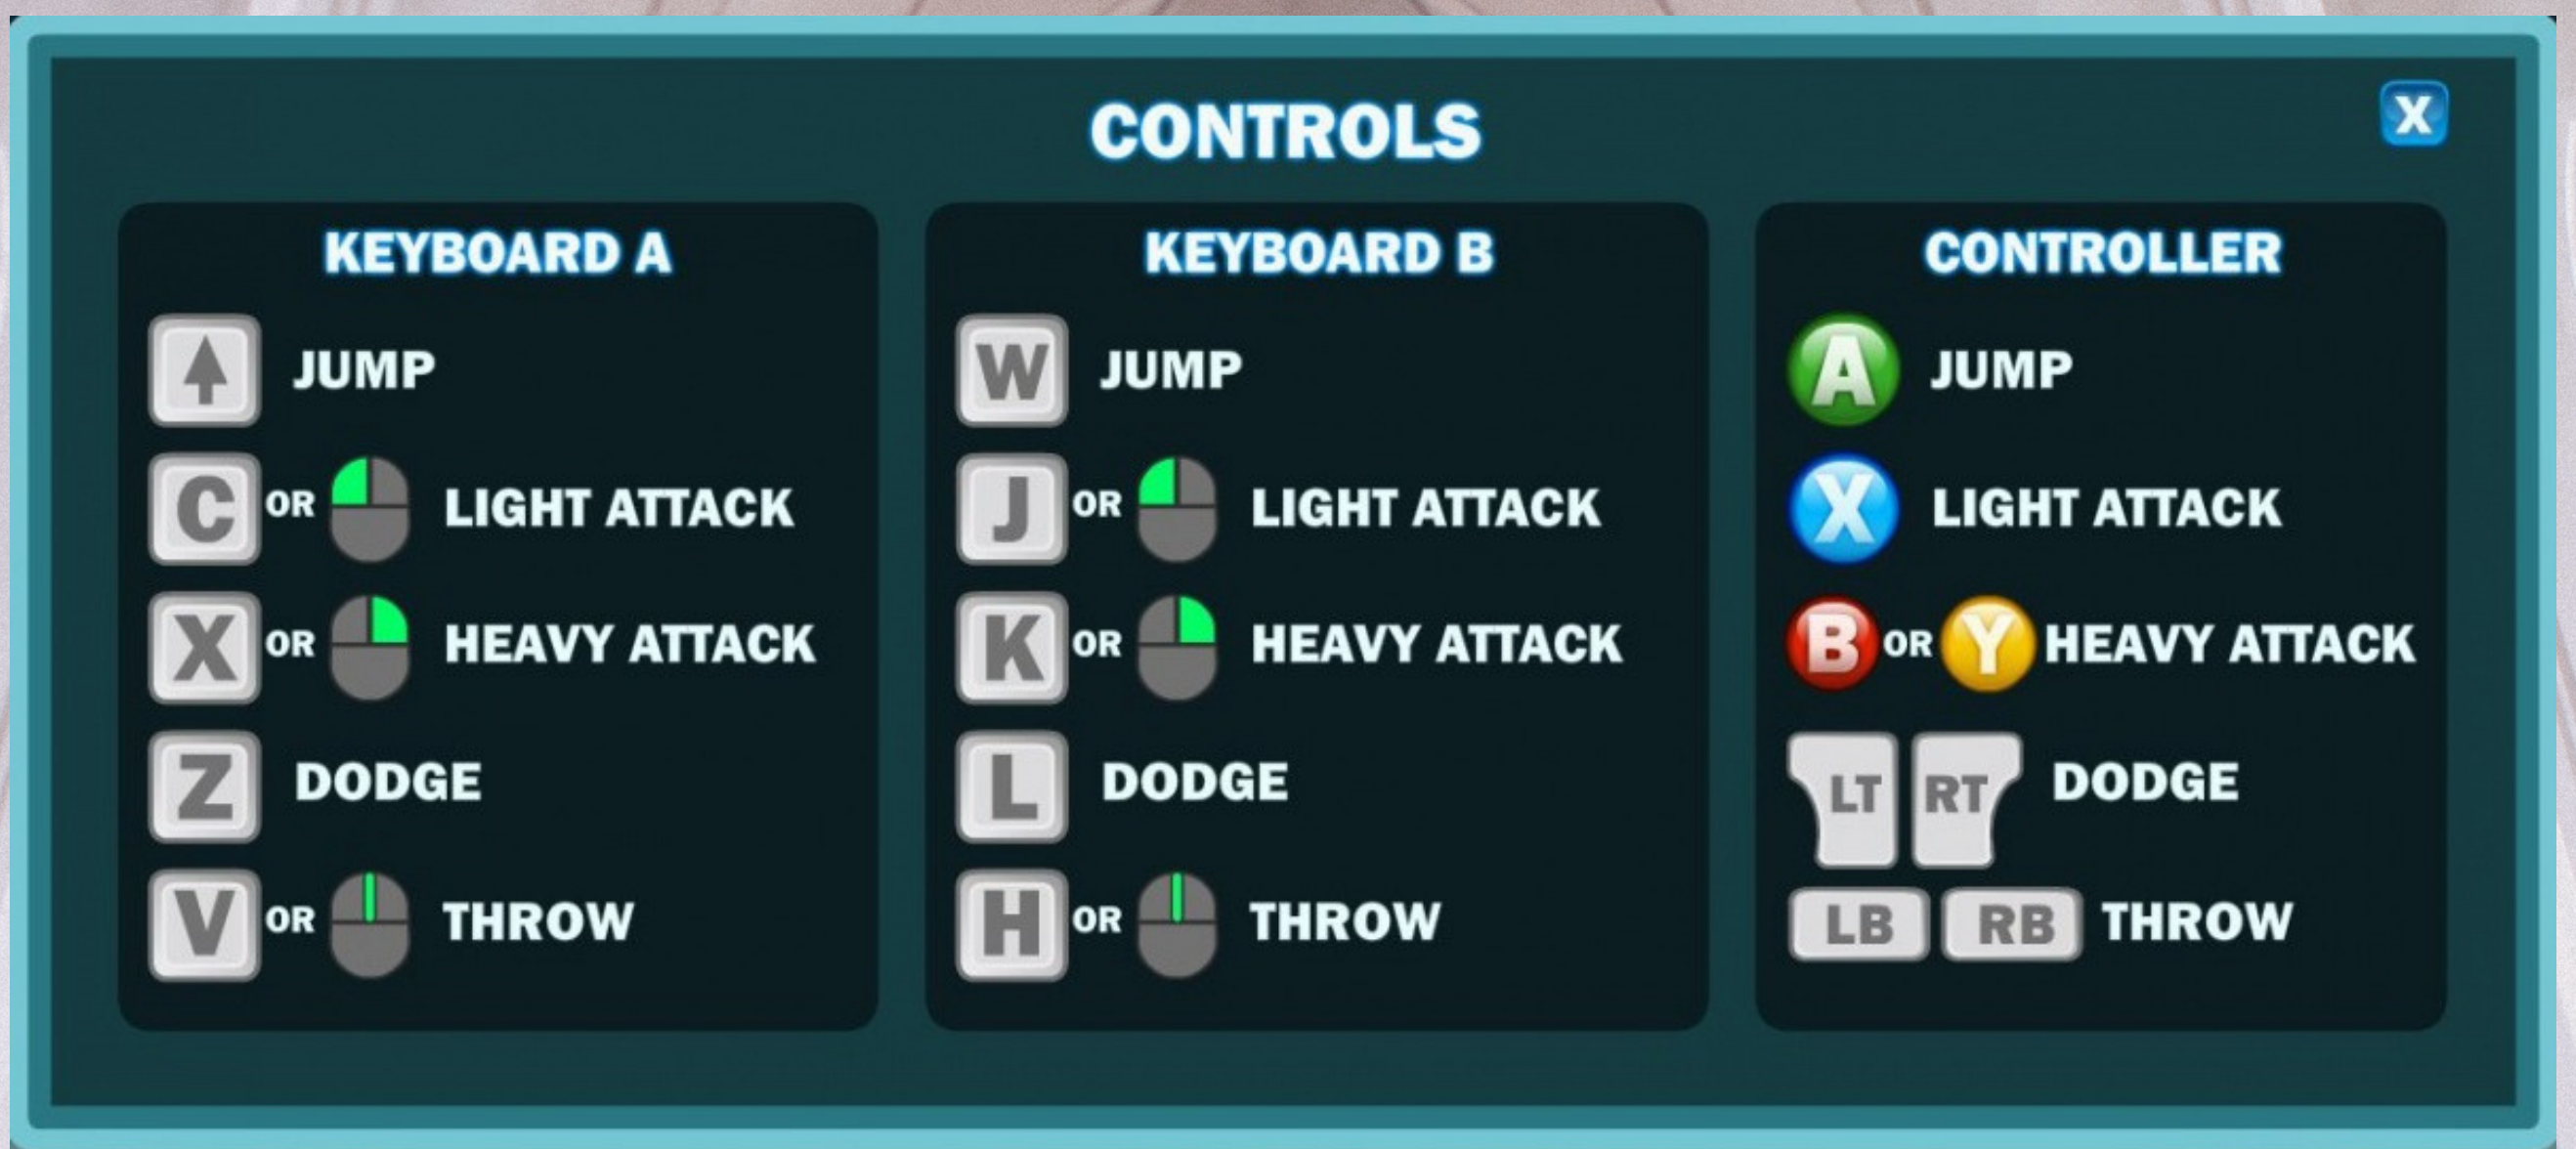 CONTROLS
X
KEYBOARD A
JUMP
C OR LIGHT ATTACK
X OR HEAVY ATTACK
Z DODGE
V OR THROW
KEYBOARD B
W JUMP
J OR LIGHT ATTACK
K OR HEAVY ATTACK
L DODGE
H OR THROW
CONTROLLER
A JUMP
X LIGHT ATTACK
B OR Y HEAVY ATTACK
LT RT DODGE
LB RB THROW